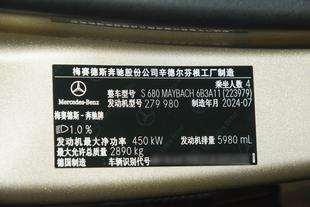 梅赛德斯奔驰股份公司辛德尔芬根工厂制造
乘坐人数 4
整车型号 S 680 MAYBACH 6B3A11 (223979)
Mercedes-Benz 发动机型号 279 980 制造年月 2024-07
梅赛德斯-奔驰牌
1.0 %
发动机最大净功率 450 kW 发动机排量 5980 mL
最大允许总质量 2890 kg
德国制造 车辆识别代号